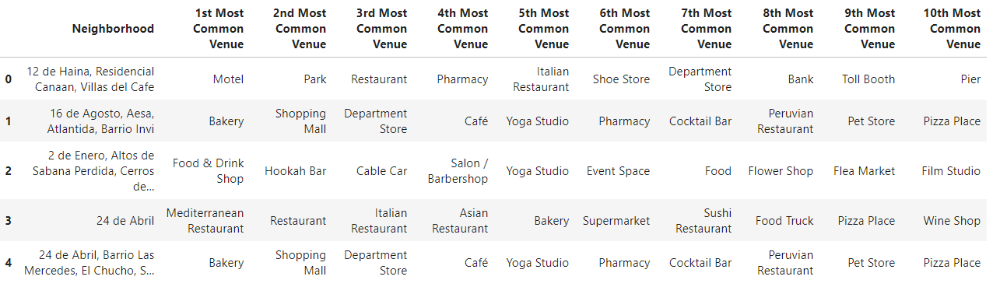 Neighborhood 1st Most Common Venue 2nd Most Common Venue 3rd Most Common Venue 4th Most Common Venue 5th Most Common Venue 6th Most Common Venue 7th Most Common Venue 8th Most Common Venue 9th Most Common Venue 10th Most Common Venue
0 12 de Haina, Residencial Canaan, Villas del Cafe Motel Park Restaurant Pharmacy Italian Restaurant Shoe Store Department Store Bank Toll Booth Pier
1 16 de Agosto, Aesa, Atlantida, Barrio Invi Bakery Shopping Mall Department Store Café Yoga Studio Pharmacy Cocktail Bar Peruvian Restaurant Pet Store Pizza Place
2 2 de Enero, Altos de Sabana Perdida, Cerros de... Food & Drink Shop Hookah Bar Cable Car Salon / Barbershop Yoga Studio Event Space Food Flower Shop Flea Market Film Studio
3 24 de Abril Mediterranean Restaurant Restaurant Italian Restaurant Asian Restaurant Bakery Supermarket Sushi Restaurant Food Truck Pizza Place Wine Shop
4 24 de Abril, Barrio Las Mercedes, El Chucho, S... Bakery Shopping Mall Department Store Café Yoga Studio Pharmacy Cocktail Bar Peruvian Restaurant Pet Store Pizza Place